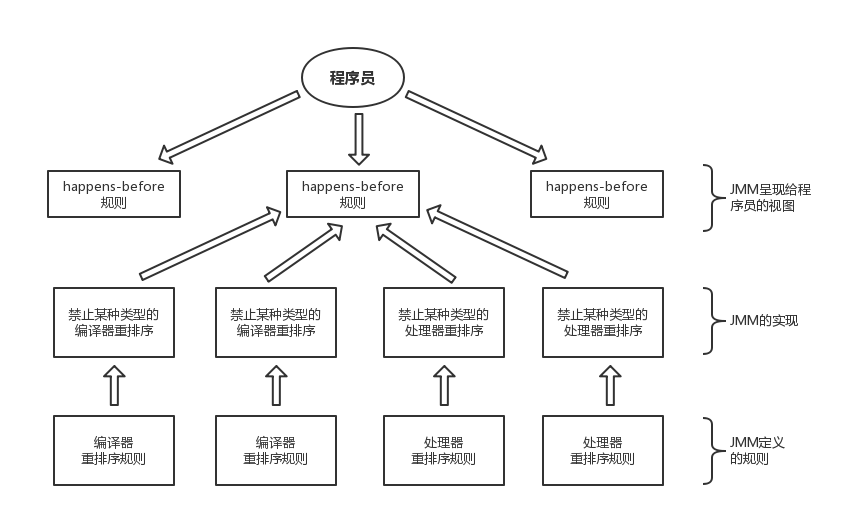 程序员
happens-before
规则
happens-before
规则
happens-before
规则
JMM呈现给程
序员的视图
禁止某种类型的
编译器重排序
禁止某种类型的
编译器重排序
禁止某种类型的
处理器重排序
禁止某种类型的
处理器重排序
JMM的实现
编译器
重排序规则
编译器
重排序规则
处理器
重排序规则
处理器
重排序规则
JMM定义
的规则